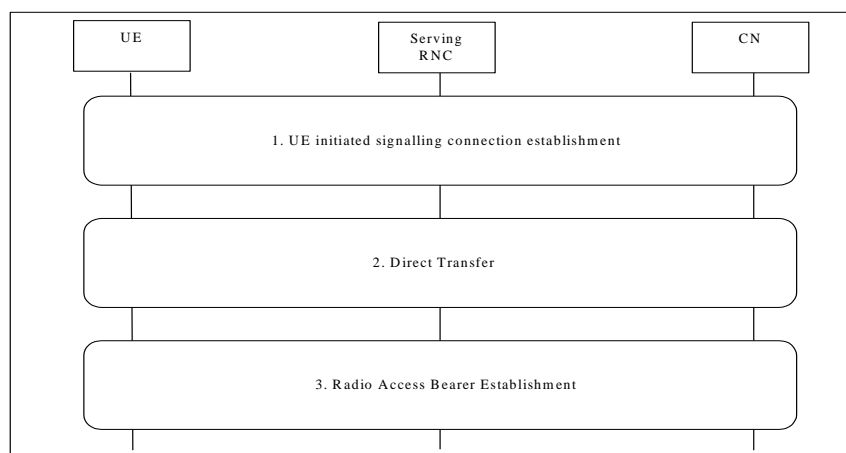 UE
Serving
RNC
CN
1. UE initiated signalling connection establishment
2. Direct Transfer
3. Radio Access Bearer Establishment